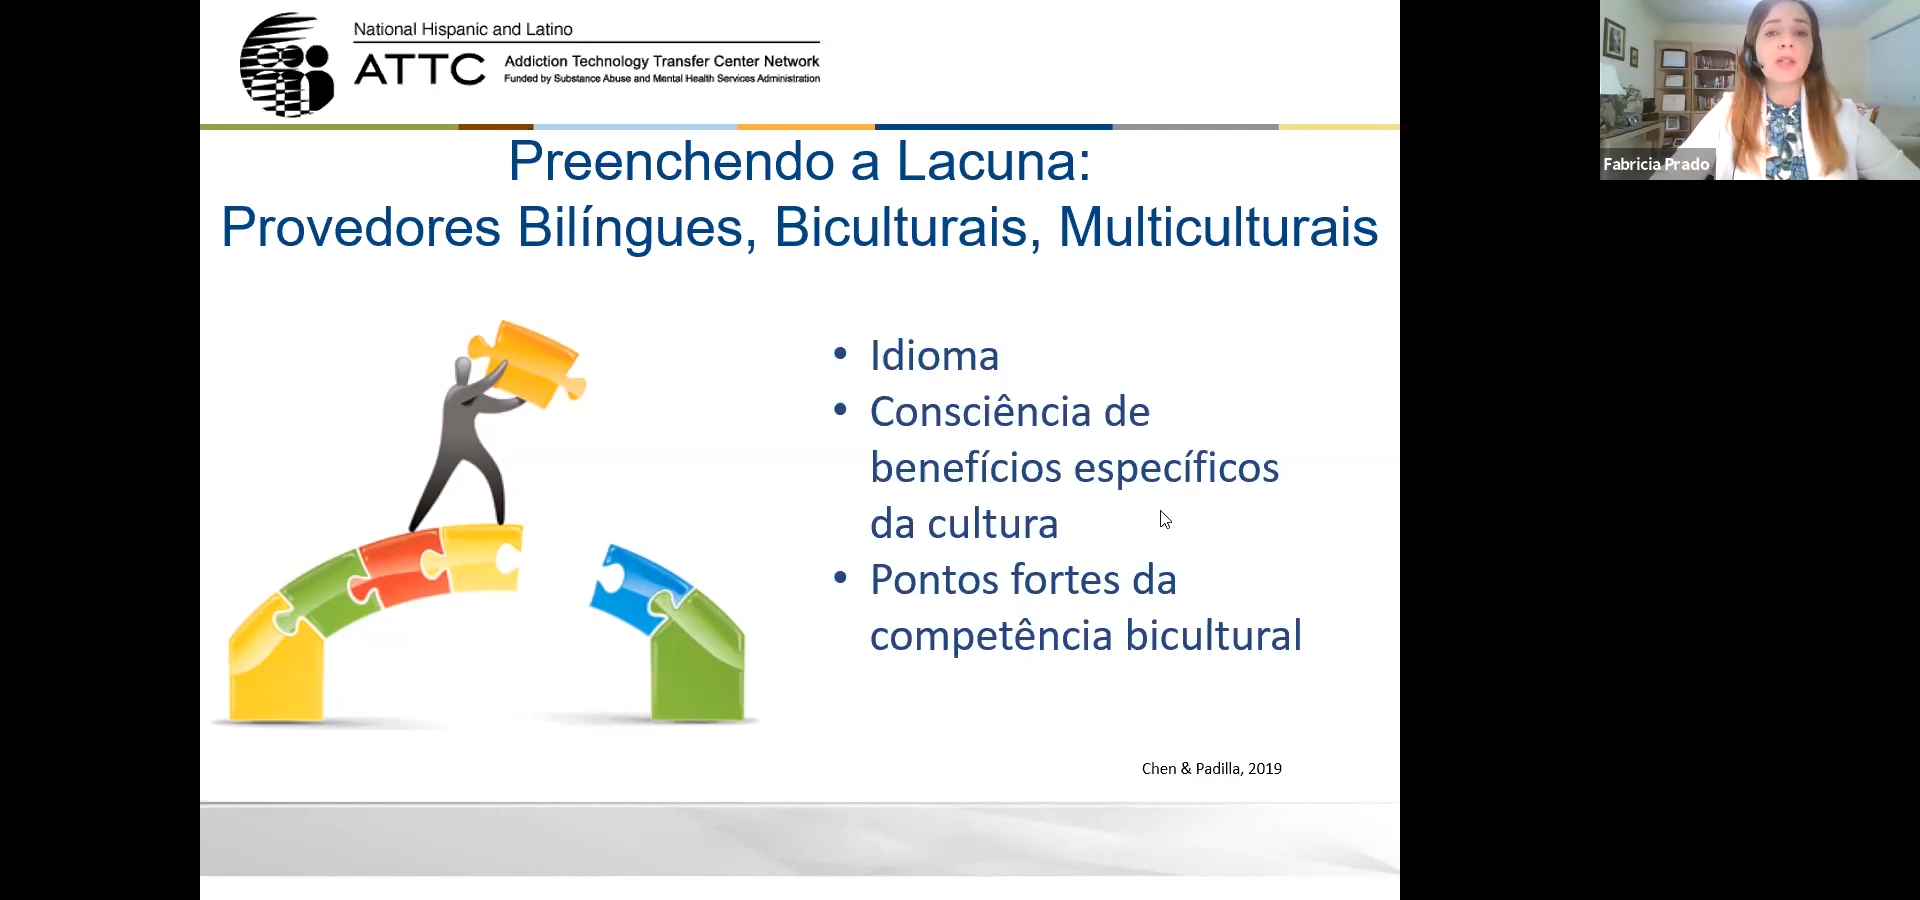 National Hispanic and Latino
ATTC
Addiction Technology Transfer Center Network
Funded by Substance Abuse and Mental Health Services Administration
Preenchendo a Lacuna:
Provedores Bilíngues, Biculturais, Multiculturais
• Idioma
• Consciência de
benefícios específicos
da cultura
• Pontos fortes da
competência bicultural
Chen & Padilla, 2019
Fabricia Prado